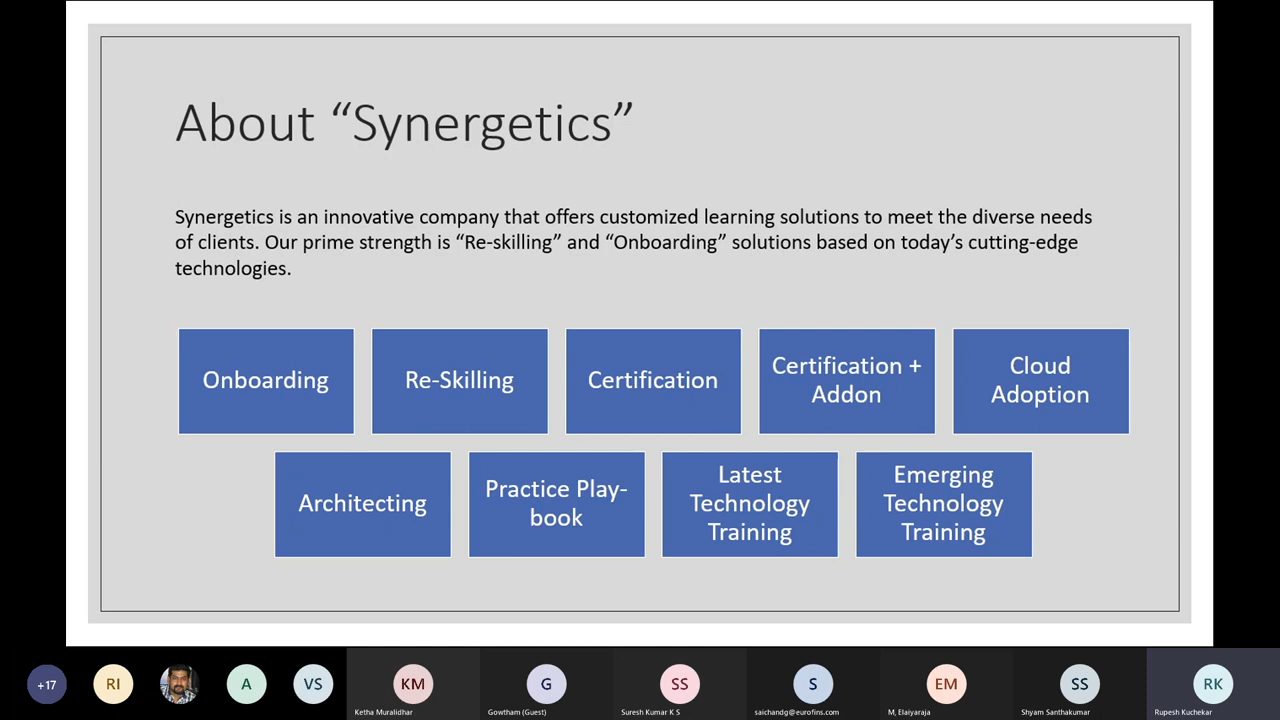 About “Synergetics”
Synergetics is an innovative company that offers customized learning solutions to meet the diverse needs
of clients. Our prime strength is “Re-skilling” and “Onboarding” solutions based on today’s cutting-edge
technologies.
Onboarding
Re-Skilling
Certification
Certification +
Addon
Cloud
Adoption
Architecting
Practice Play-
book
Latest
Technology
Training
Emerging
Technology
Training
+17
RI
A
VS
KM
G
SS
S
EM
SS
RK
Ketha Muralidhar
Gowtham (Guest)
Suresh Kumar K S
saichandg@eurofins.com
M, Elaiyaraja
Shyam Santhakumar
Rupesh Kuchekar